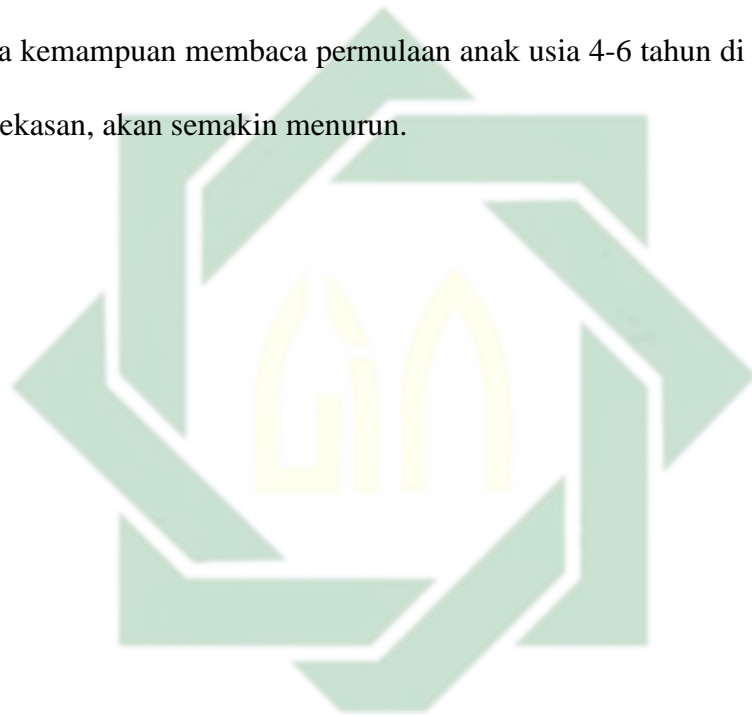 a kemampuan membaca permulaan anak usia 4-6 tahun di
ekasan, akan semakin menurun.